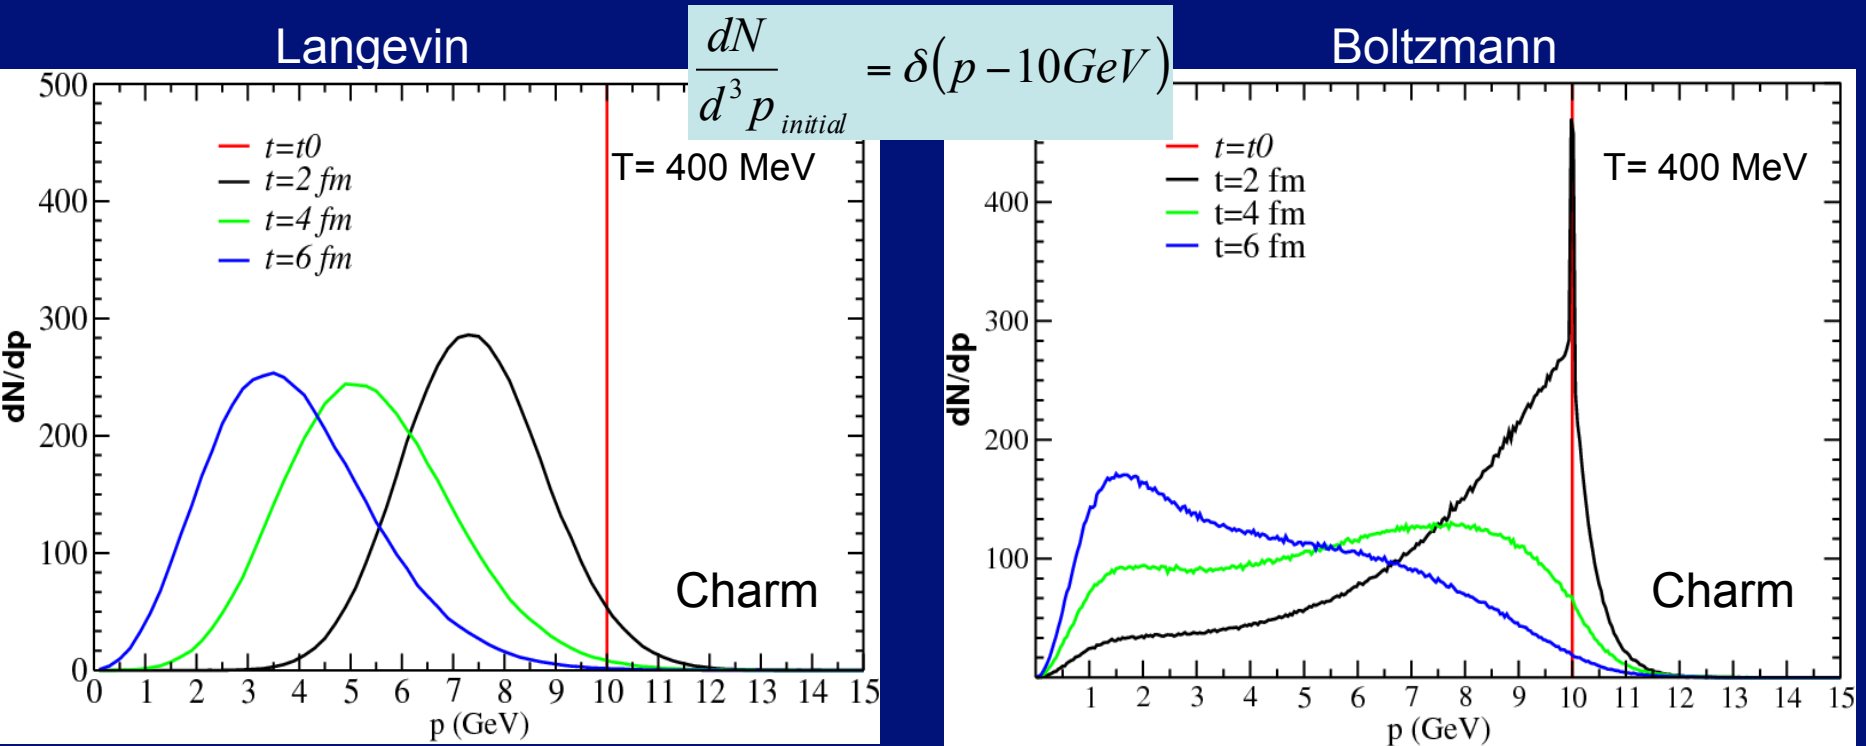 Langevin
dN
d³ p initial = δ(p − 10GeV)
Boltzmann
500
400
300
200
100
0
dN/dp
t=t0
t=2 fm
t=4 fm
t=6 fm
T= 400 MeV
Charm
0 1 2 3 4 5 6 7 8 9 10 11 12 13 14 15
p (GeV)
400
300
200
100
dN/dp
t=t0
t=2 fm
t=4 fm
t=6 fm
T= 400 MeV
Charm
1 2 3 4 5 6 7 8 9 10 11 12 13 14 15
p (GeV)